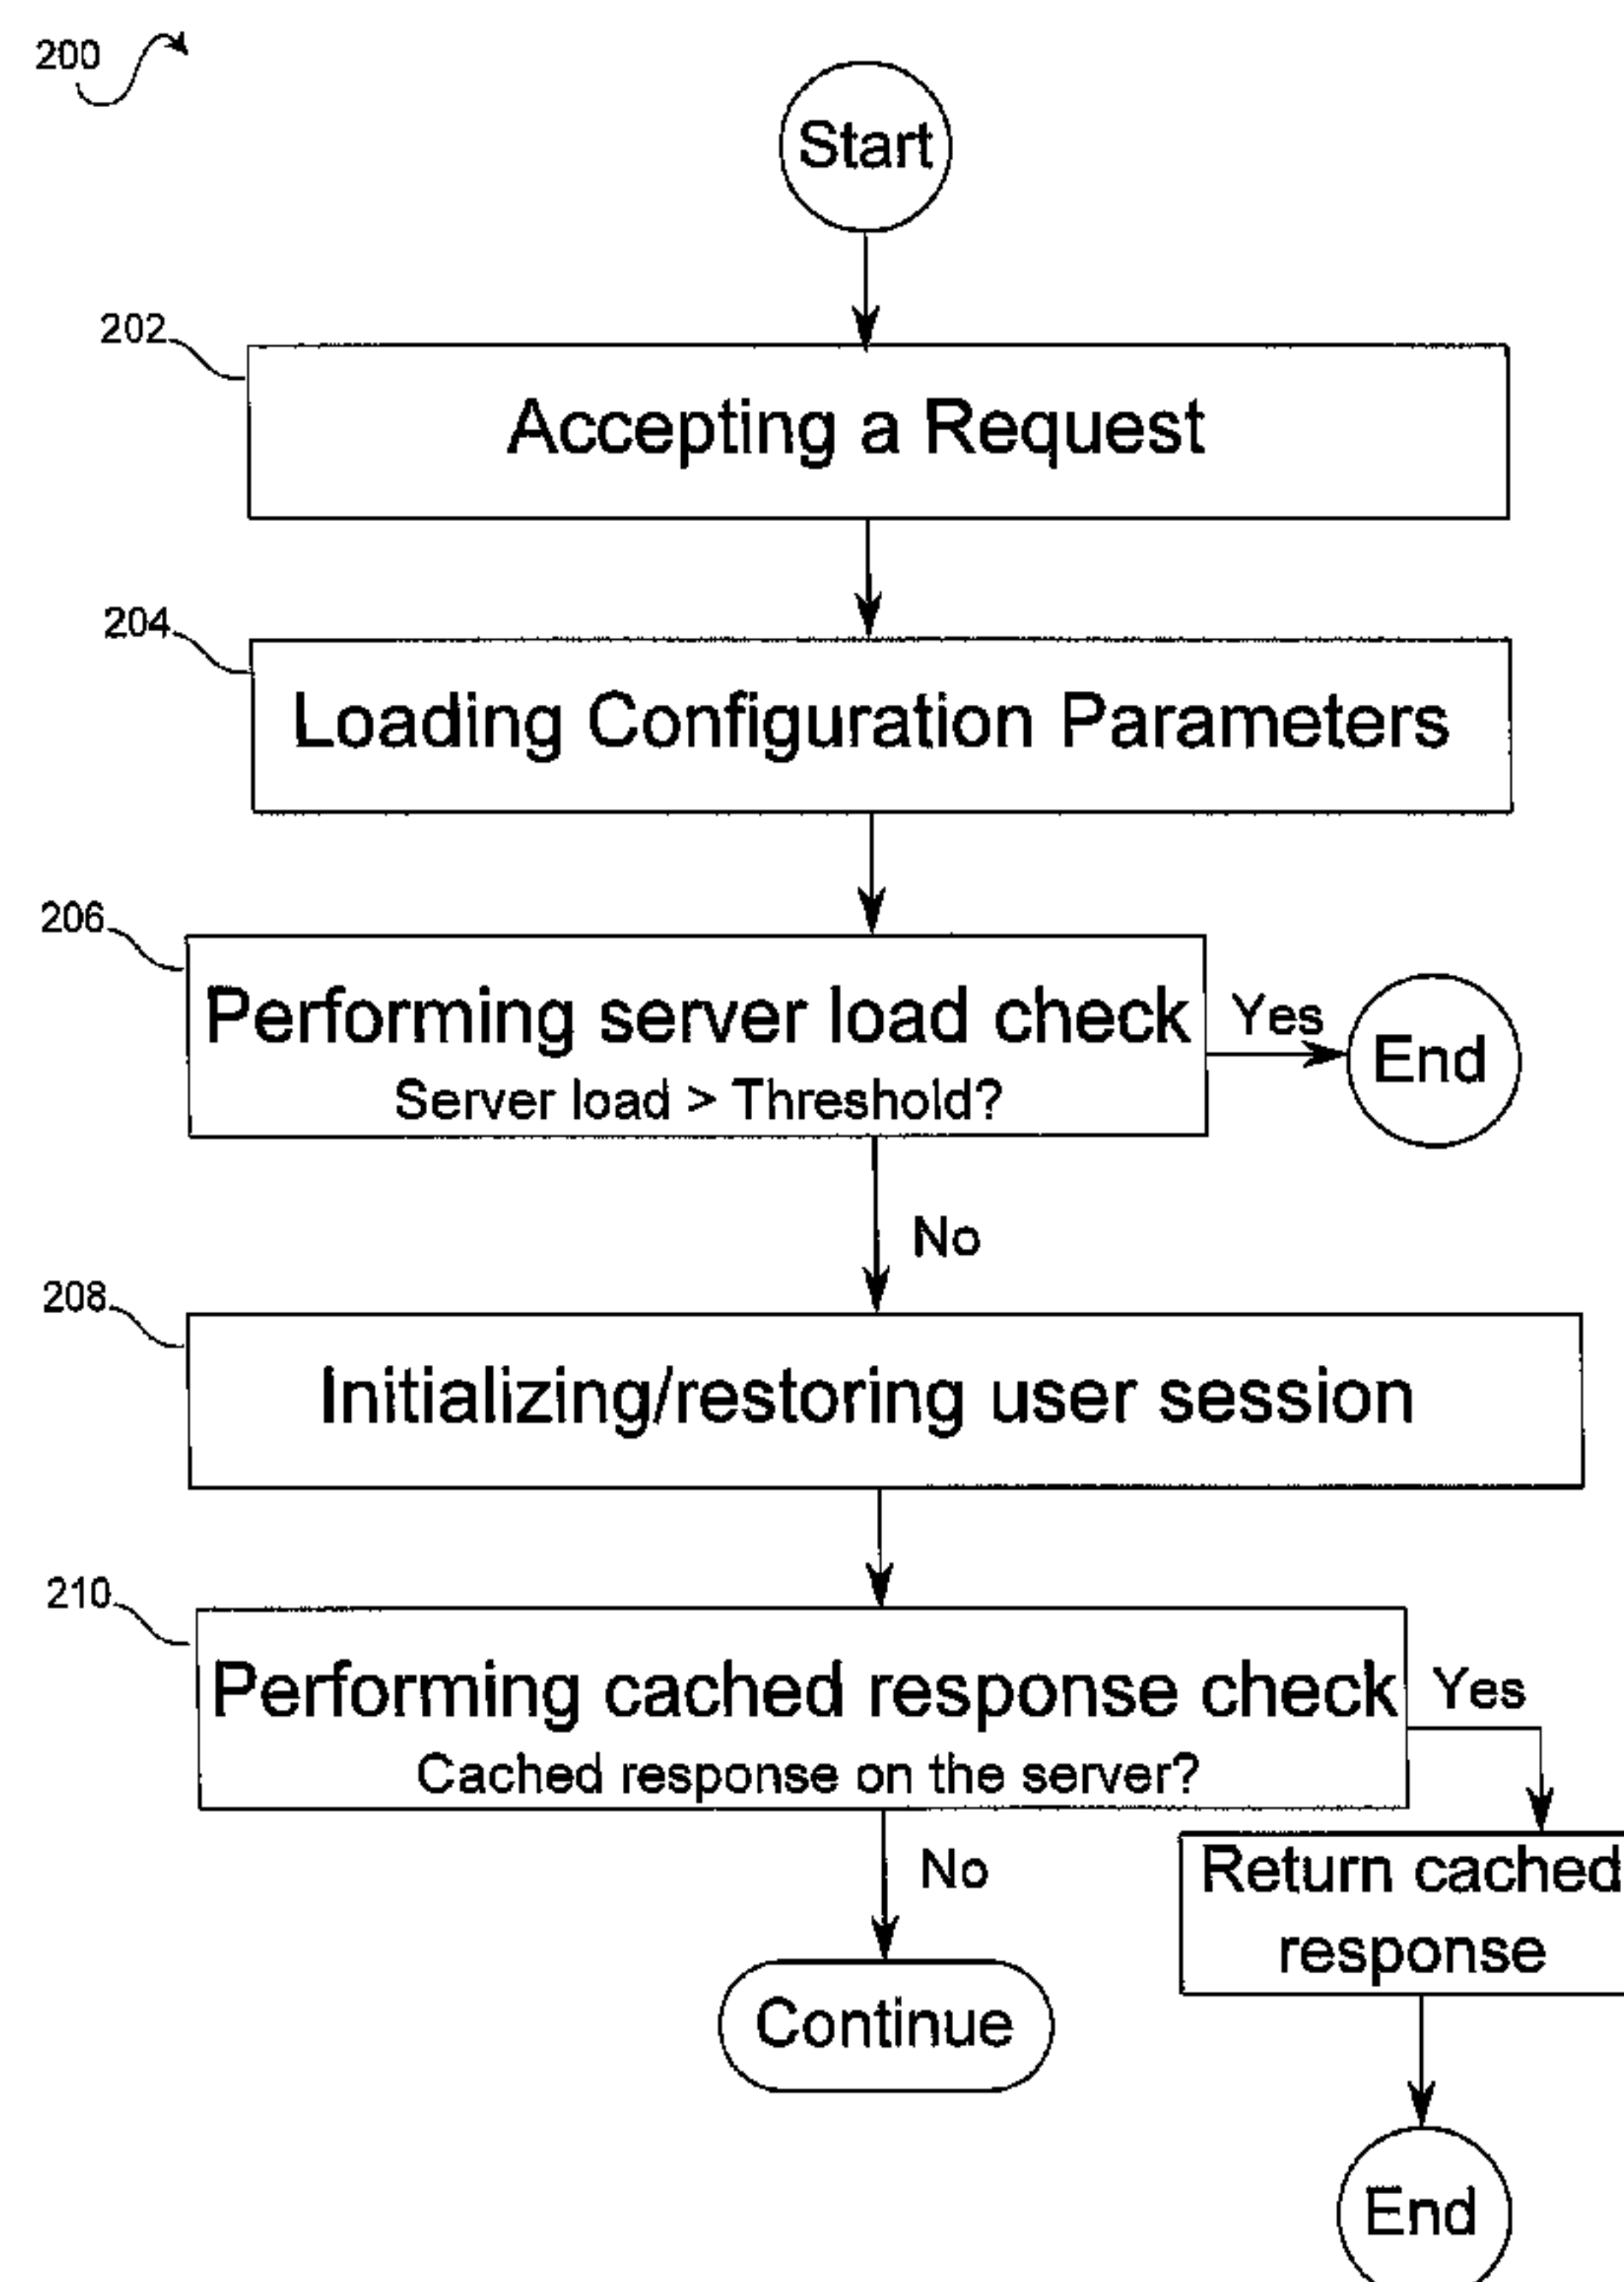 200
Start
202
Accepting a Request
204
Loading Configuration Parameters
206
Performing server load check
Server load > Threshold?
Yes
End
No
208
Initializing/restoring user session
210
Performing cached response check
Cached response on the server?
Yes
No
Return cached
response
Continue
End